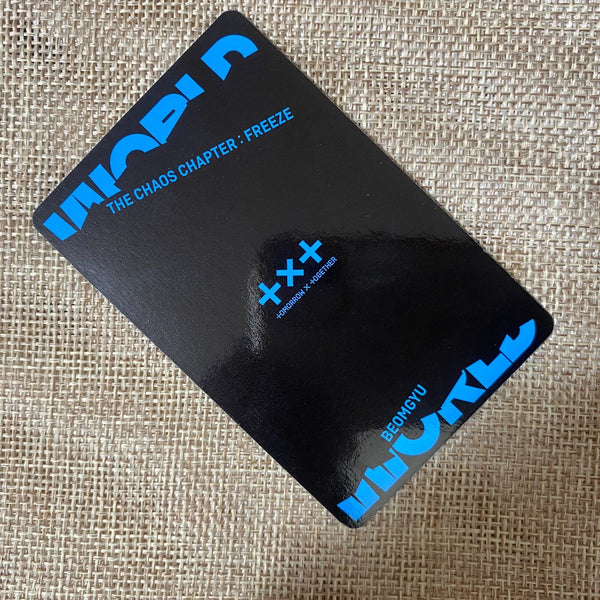 WORLD
THE CHAOS CHAPTER : FREEZE
+x+
TOMORROW X TOGETHER
BEOMGYU
WORLD